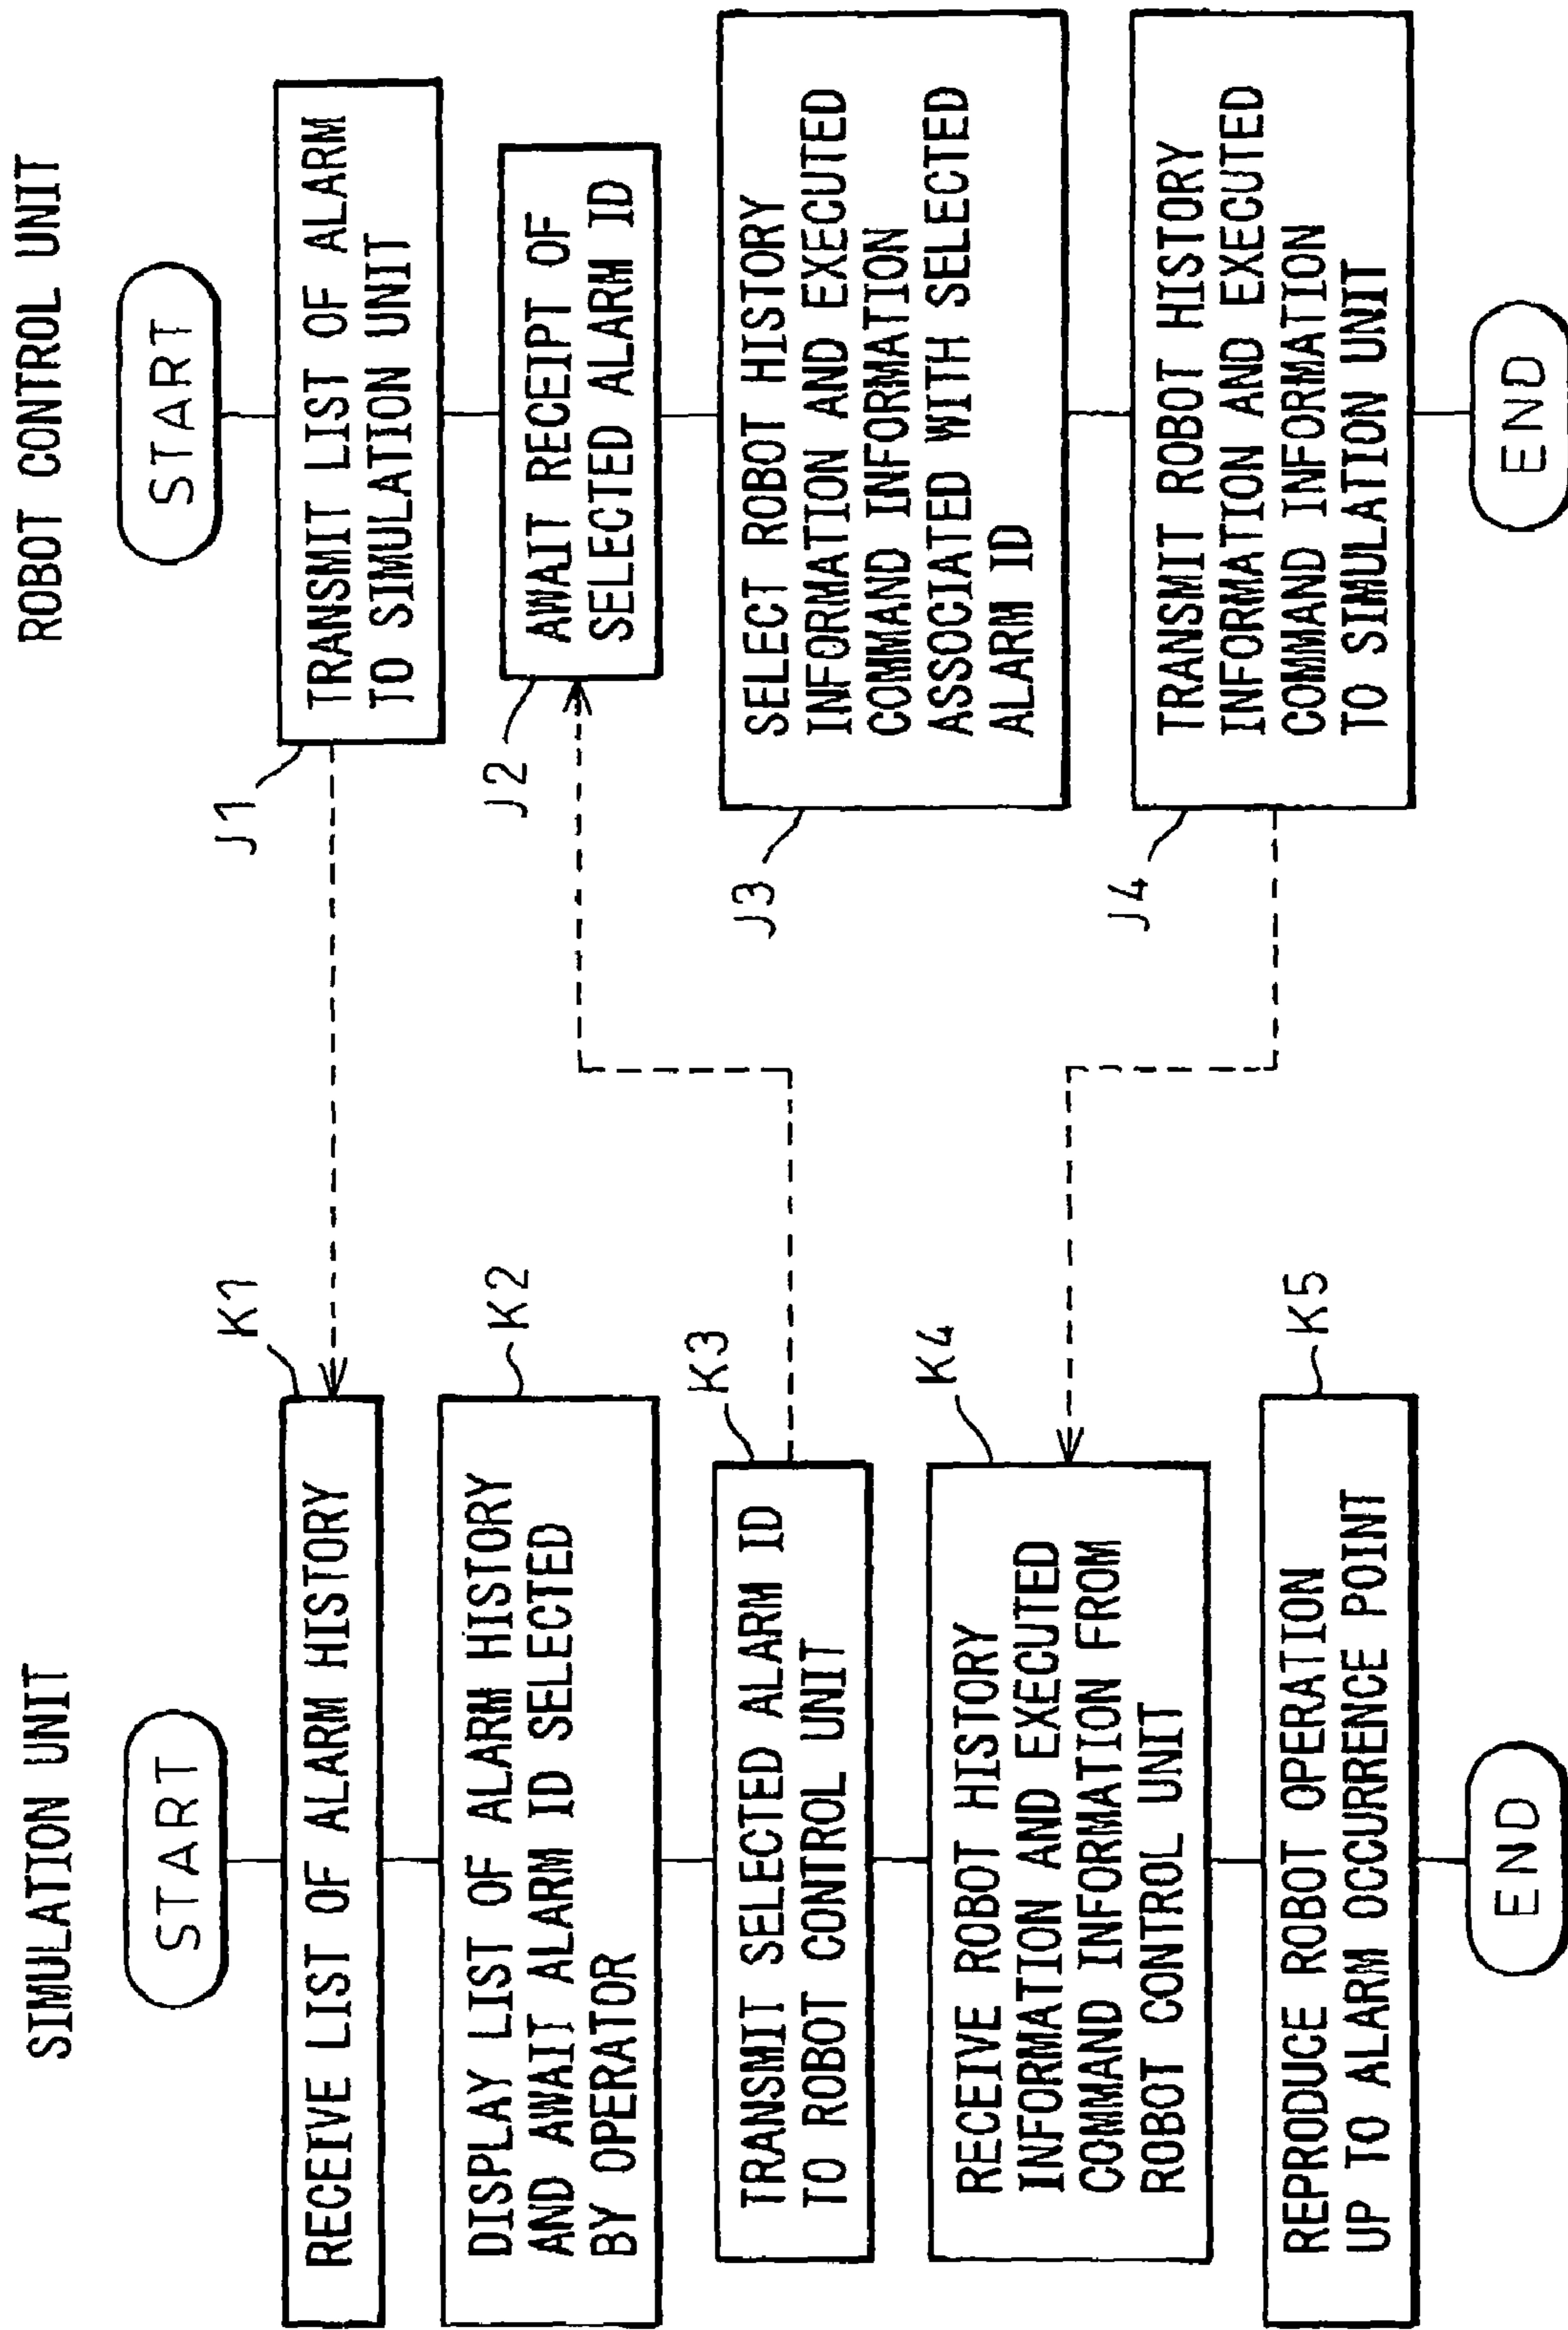 SIMULATION UNIT
START
K1
RECEIVE LIST OF ALARM HISTORY
K2
DISPLAY LIST OF ALARM HISTORY
AND AWAIT ALARM ID SELECTED
BY OPERATOR
K3
TRANSMIT SELECTED ALARM ID
TO ROBOT CONTROL UNIT
K4
RECEIVE ROBOT HISTORY
INFORMATION AND EXECUTED
COMMAND INFORMATION FROM
ROBOT CONTROL UNIT
K5
REPRODUCE ROBOT OPERATION
UP TO ALARM OCCURRENCE POINT
END
ROBOT CONTROL UNIT
START
J1
TRANSMIT LIST OF ALARM
TO SIMULATION UNIT
J2
AWAIT RECEIPT OF
SELECTED ALARM ID
J3
SELECT ROBOT HISTORY
INFORMATION AND EXECUTED
COMMAND INFORMATION
ASSOCIATED WITH SELECTED
ALARM ID
J4
TRANSMIT ROBOT HISTORY
INFORMATION AND EXECUTED
COMMAND INFORMATION
TO SIMULATION UNIT
END